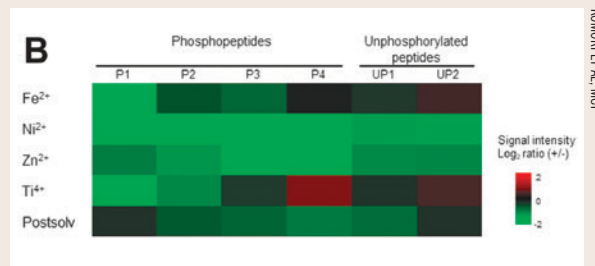 B
Phosphopeptides
Unphosphorylated
peptides
P1 P2 P3 P4 UP1 UP2
Fe²⁺
Ni²⁺
Zn²⁺
Ti⁴⁺
Postsolv
Signal intensity
Log₂ ratio (+/-)
2
0
-2